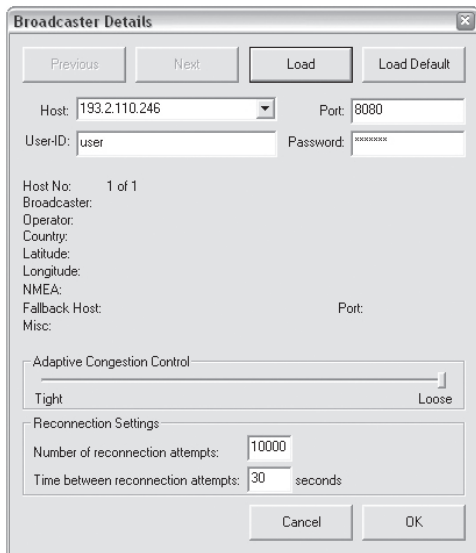 Broadcaster Details
Previous Next Load Load Default
Host: 193.2.110.246 Port: 8080
User-ID: user Password: *******
Host No: 1 of 1
Broadcaster:
Operator:
Country:
Latitude:
Longitude:
NMEA:
Fallback Host: Port:
Misc:
Adaptive Congestion Control
Tight Loose
Reconnection Settings
Number of reconnection attempts: 10000
Time between reconnection attempts: 30 seconds
Cancel OK